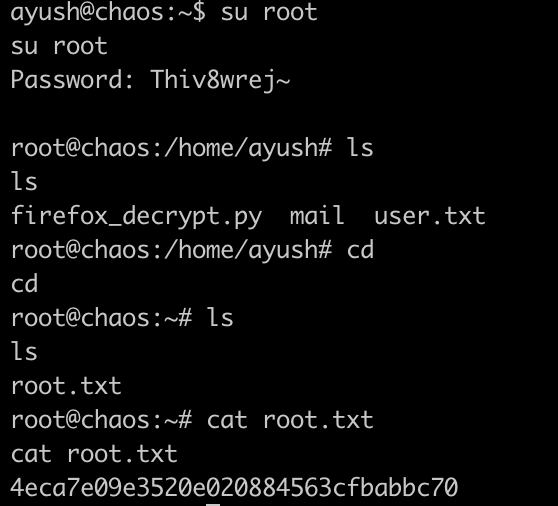 ayush@chaos:~$ su root
su root
Password: Thiv8wrej~
root@chaos:/home/ayush# ls
ls
firefox_decrypt.py  mail  user.txt
root@chaos:/home/ayush# cd
cd
root@chaos:~# ls
ls
root.txt
root@chaos:~# cat root.txt
cat root.txt
4eca7e09e3520e020884563cfbabbc70